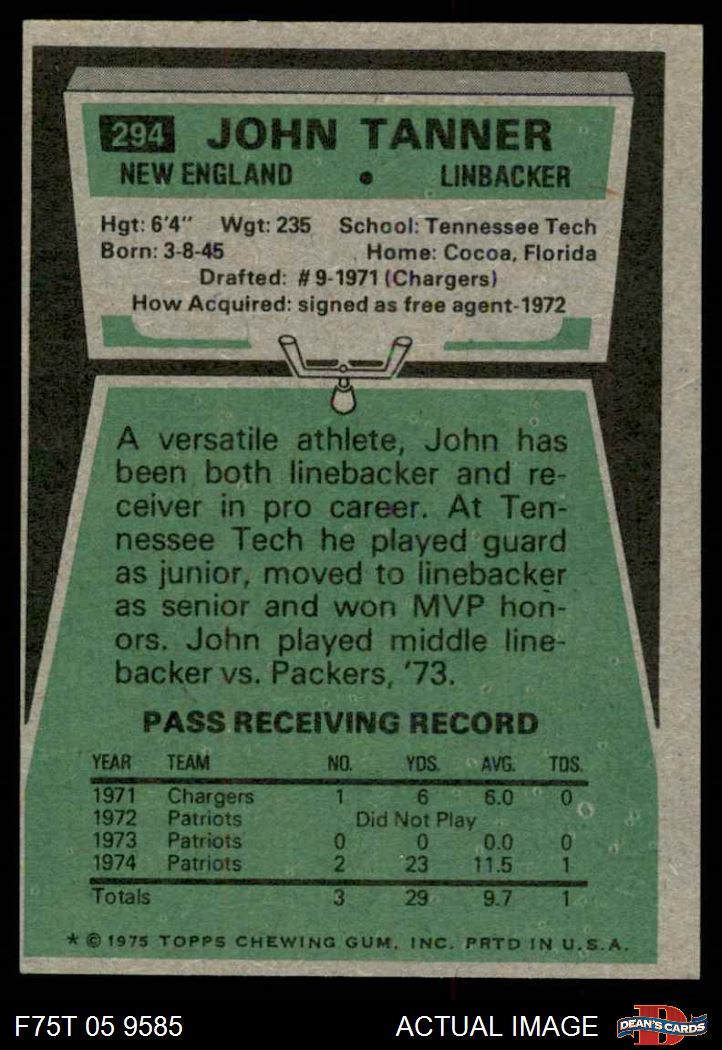 294 JOHN TANNER
NEW ENGLAND • LINBACKER
Hgt: 6'4" Wgt: 235 School: Tennessee Tech
Born: 3-8-45 Home: Cocoa, Florida
Drafted: #9-1971 (Chargers)
How Acquired: signed as free agent-1972
A versatile athlete, John has
been both linebacker and re-
ceiver in pro career. At Ten-
nessee Tech he played guard
as junior, moved to linebacker
as senior and won MVP hon-
ors. John played middle line-
backer vs. Packers, '73.
PASS RECEIVING RECORD
YEAR TEAM NO. YDS. AVG. TDS.
1971 Chargers 1 6 6.0 0
1972 Patriots Did Not Play
1973 Patriots 0 0 0.0 0
1974 Patriots 2 23 11.5 1
Totals 3 29 9.7 1
* © 1975 TOPPS CHEWING GUM, INC. PRTD IN U.S.A.
F75T 05 9585 ACTUAL IMAGE D DEAN'S CARDS